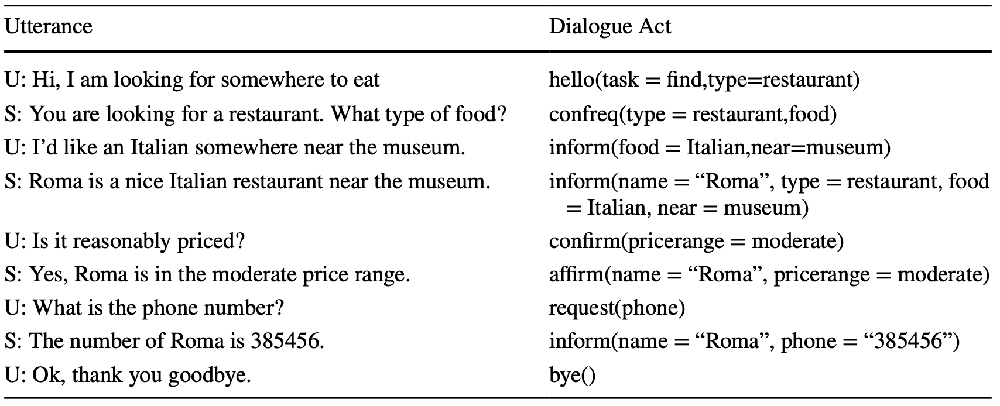 Utterance Dialogue Act
U: Hi, I am looking for somewhere to eat hello(task = find,type=restaurant)
S: You are looking for a restaurant. What type of food? confreq(type = restaurant,food)
U: I’d like an Italian somewhere near the museum. inform(food = Italian,near=museum)
S: Roma is a nice Italian restaurant near the museum. inform(name = “Roma”, type = restaurant, food
= Italian, near = museum)
U: Is it reasonably priced? confirm(pricerange = moderate)
S: Yes, Roma is in the moderate price range. affirm(name = “Roma”, pricerange = moderate)
U: What is the phone number? request(phone)
S: The number of Roma is 385456. inform(name = “Roma”, phone = “385456”)
U: Ok, thank you goodbye. bye()